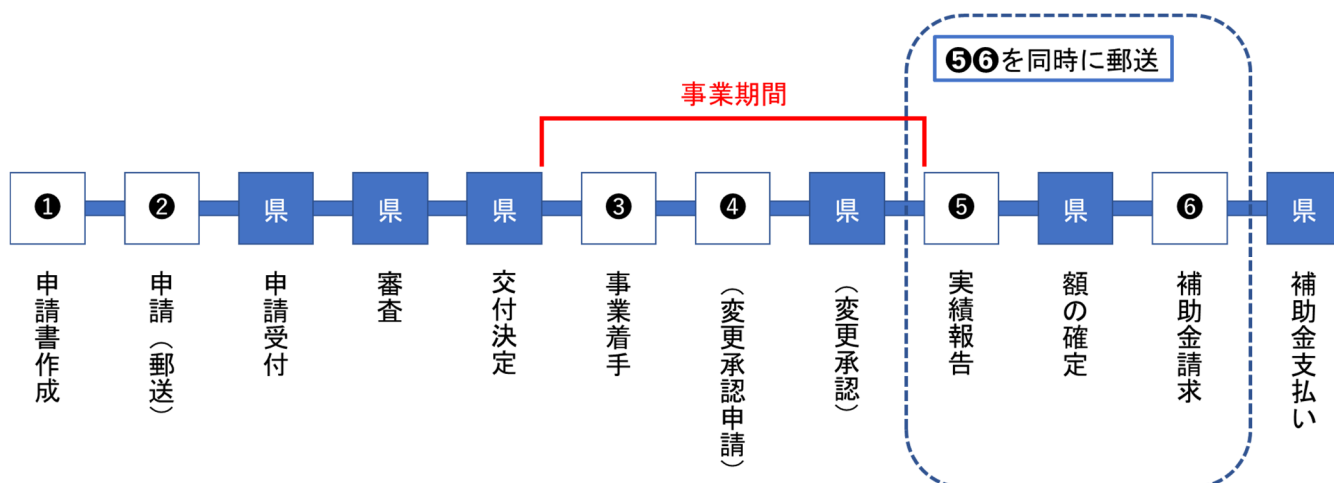 ❺❻を同時に郵送
事業期間
❶
❷
県
県
県
❸
❹
県
❺
県
❻
県
申請書作成
申請（郵送）
申請受付
審査
交付決定
事業着手
（変更承認申請）
（変更承認）
実績報告
額の確定
補助金請求
補助金支払い